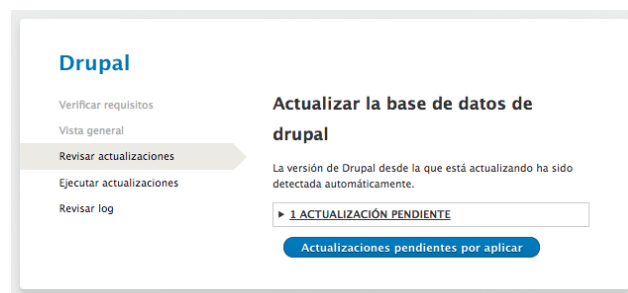 Drupal
Verificar requisitos
Vista general
Revisar actualizaciones
Ejecutar actualizaciones
Revisar log
Actualizar la base de datos de
drupal
La versión de Drupal desde la que está actualizando ha sido
detectada automáticamente.
1 ACTUALIZACIÓN PENDIENTE
Actualizaciones pendientes por aplicar